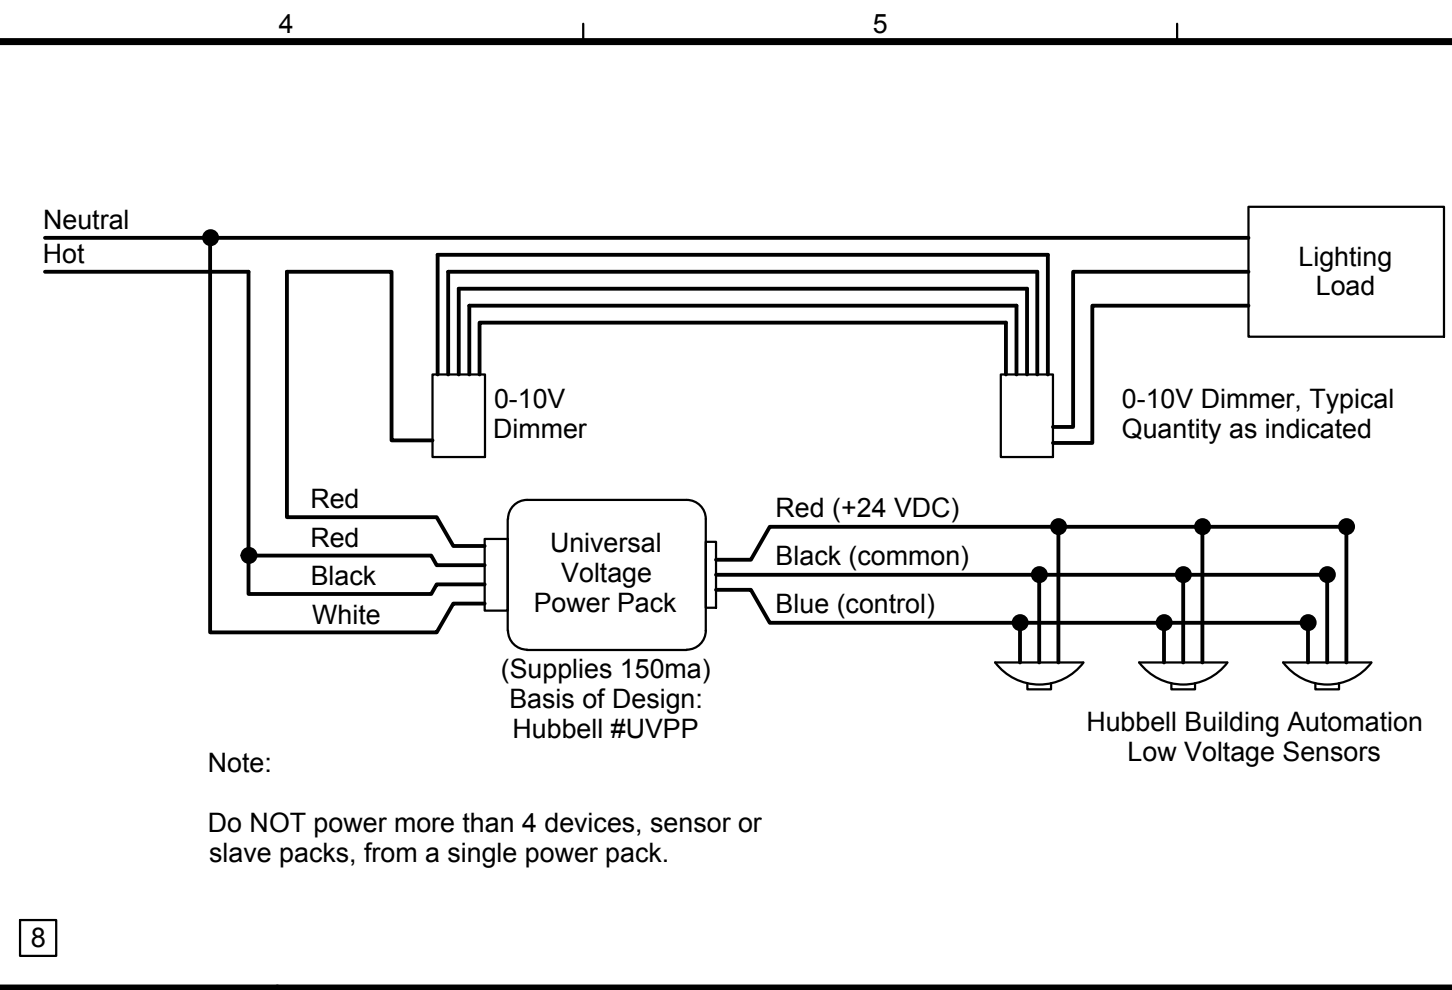 4
5
Neutral
Hot
Lighting
Load
0-10V
Dimmer
0-10V Dimmer, Typical
Quantity as indicated
Red
Red
Black
White
Universal
Voltage
Power Pack
Red (+24 VDC)
Black (common)
Blue (control)
(Supplies 150ma)
Basis of Design:
Hubbell #UVPP
Hubbell Building Automation
Low Voltage Sensors
Note:
Do NOT power more than 4 devices, sensor or
slave packs, from a single power pack.
8